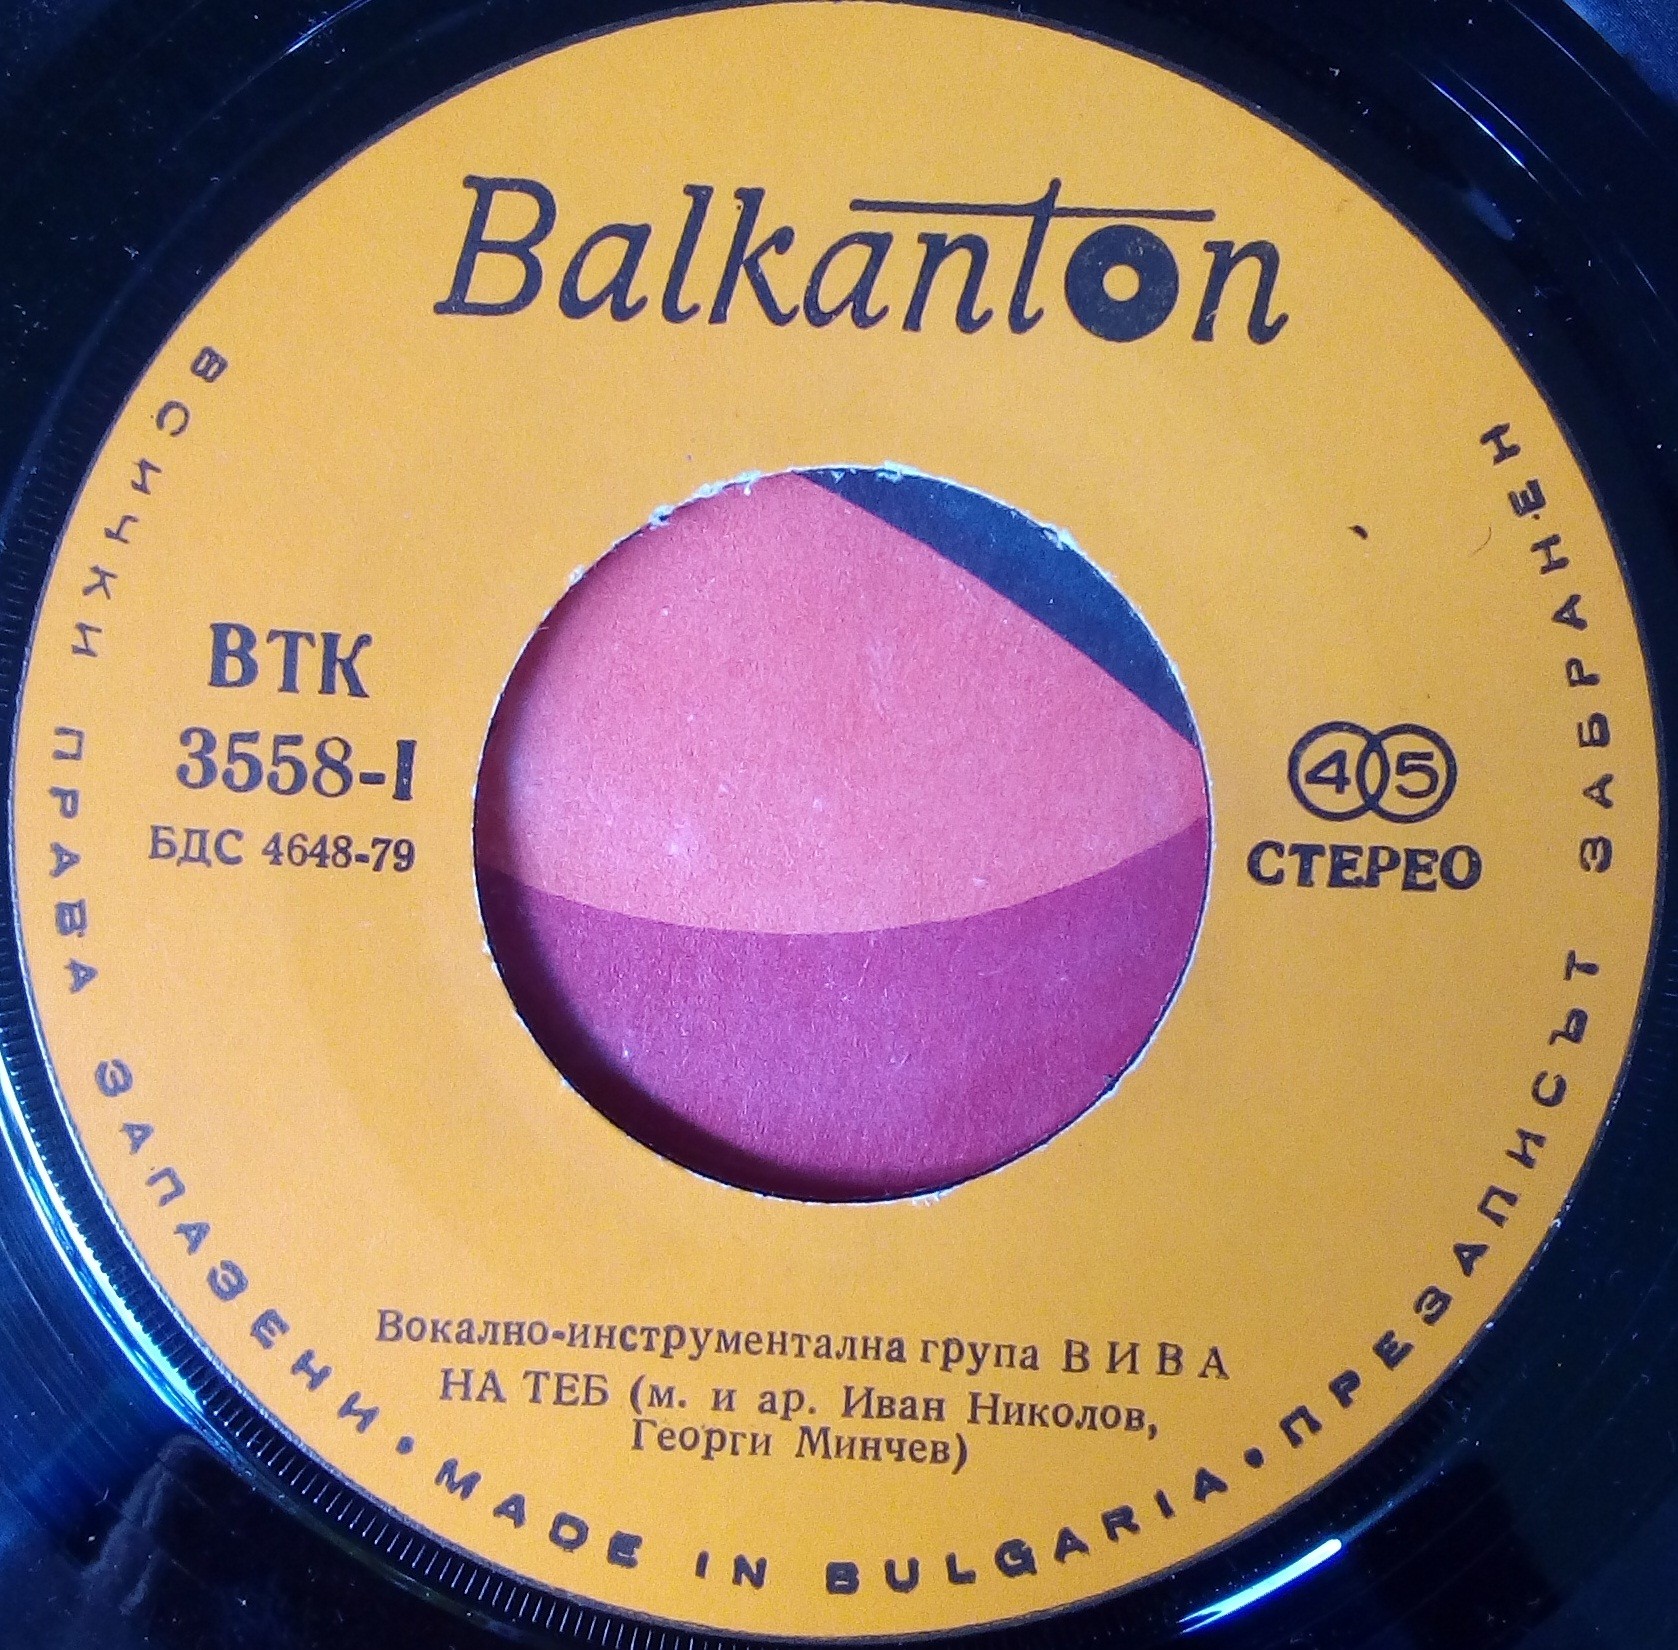 Balkanton
ВТК
3558-I
БДС 4648-79
45
СТЕРЕО
Вокално-инструментална група ВИВА
НА ТЕБ (м. и ар. Иван Николов,
Георги Минчев)
ВСИЧКИ ПРАВА ЗАПАЗЕНИ • MADE IN BULGARIA • ПРЕЗАПИСЪТ ЗАБРАНЕН